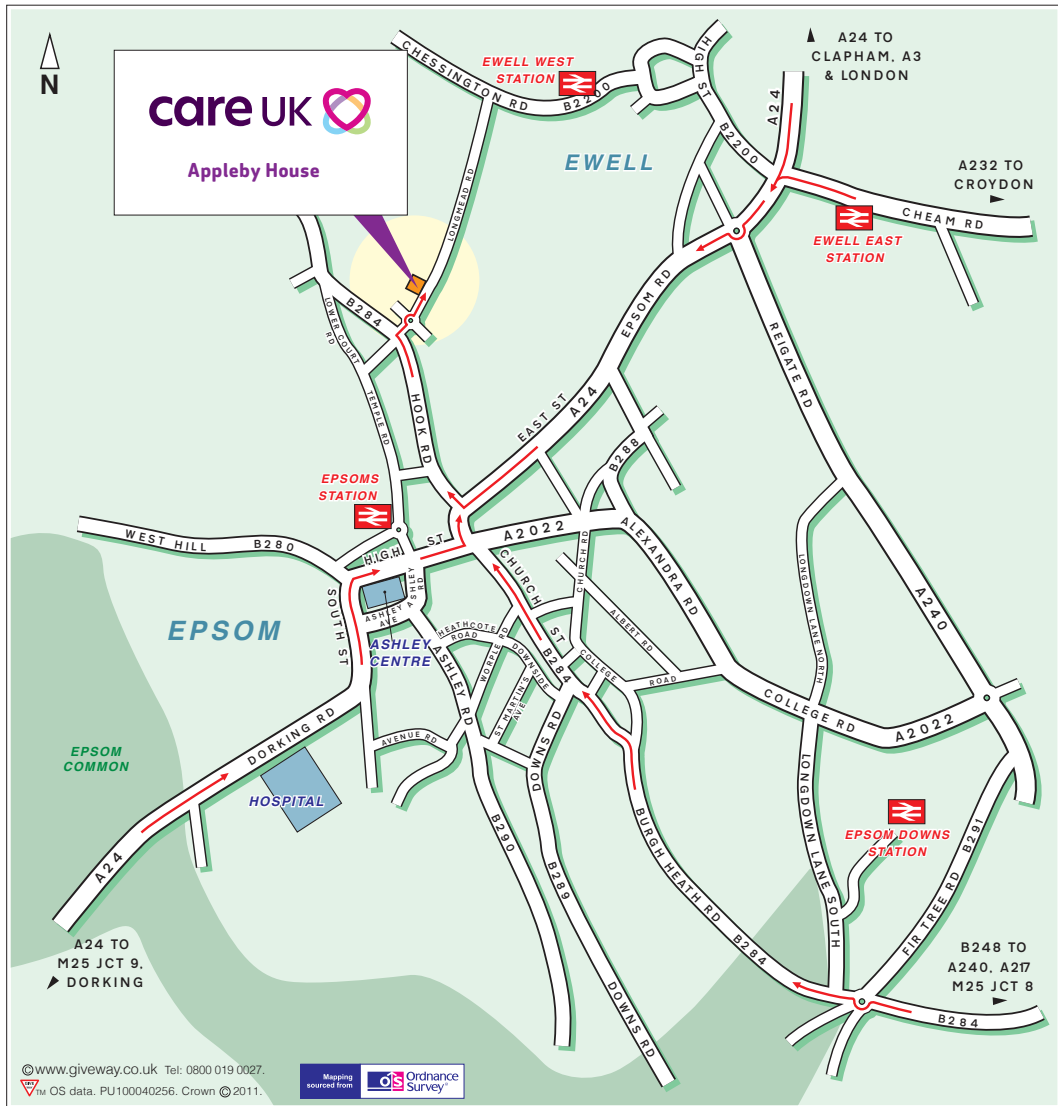 N
care UK
Appleby House
CHESSINGTON RD
B2200
EWELL WEST
STATION
HIGH ST
B2200
A24 TO
CLAPHAM, A3
& LONDON
A24
EWELL
A232 TO
CROYDON
CHEAM RD
EWELL EAST
STATION
LONGMEAD RD
B284
LOWER COURT
RD
EPSOM RD
REIGATE RD
TEMPLE RD
HOOK RD
EAST ST
A24
B288
EPSOMS
STATION
WEST HILL
B280
HIGH ST
A2022
ALEXANDRA RD
CHURCH RD
CHURCH ST
LONGDOWN LANE NORTH
A240
SOUTH ST
ASHLEY
RD
ASHLEY
AVE
EPSOM
ASHLEY
CENTRE
HEATHCOTE
ROAD
ASHLEY RD
WORPLE RD
DOWNSIDE
ST MARTIN'S
AVE
B284
ALBERT RD
COLLEGE
ROAD
COLLEGE RD
A2022
DORKING RD
AVENUE RD
DOWNS RD
EPSOM
COMMON
HOSPITAL
A24
B290
B289
BURGH HEATH RD
LONGDOWN LANE SOUTH
EPSOM DOWNS
STATION
FIR TREE RD
B291
A24 TO
M25 JCT 9,
DORKING
B284
DOWNS RD
B248 TO
A240, A217
M25 JCT 8
B284
© www.giveway.co.uk Tel: 0800 019 0027.
GIVE WAY
TM OS data. PU100040256. Crown © 2011.
Mapping
sourced from
OS Ordnance
Survey®